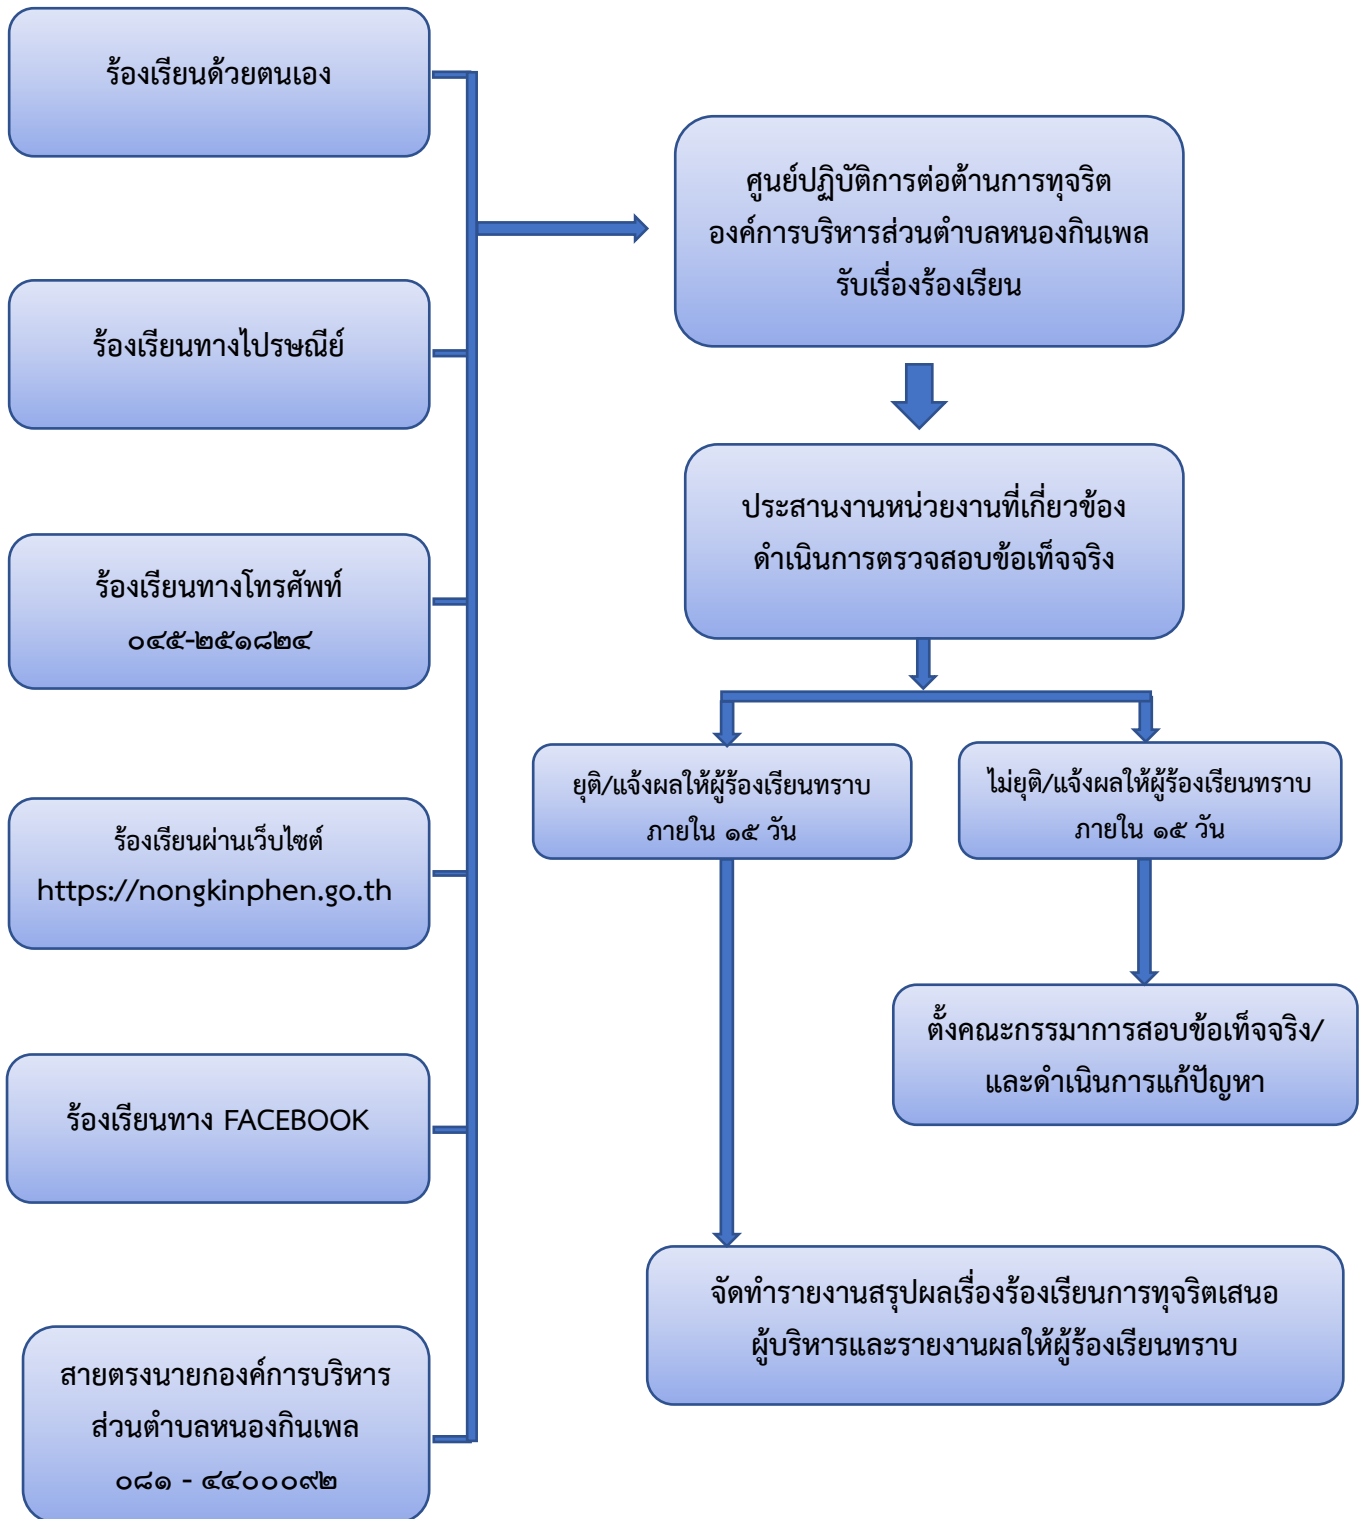 ร้องเรียนด้วยตนเอง
ร้องเรียนทางไปรษณีย์
ร้องเรียนทางโทรศัพท์
๐๔๕-๒๕๑๘๒๔
ร้องเรียนผ่านเว็บไซต์
https://nongkinphen.go.th
ร้องเรียนทาง FACEBOOK
สายตรงนายกองค์การบริหาร
ส่วนตำบลหนองกินเพล
๐๘๑ - ๔๔๐๐๐๙๒
ศูนย์ปฏิบัติการต่อต้านการทุจริต
องค์การบริหารส่วนตำบลหนองกินเพล
รับเรื่องร้องเรียน
ประสานงานหน่วยงานที่เกี่ยวข้อง
ดำเนินการตรวจสอบข้อเท็จจริง
ยุติ/แจ้งผลให้ผู้ร้องเรียนทราบ
ภายใน ๑๕ วัน
ไม่ยุติ/แจ้งผลให้ผู้ร้องเรียนทราบ
ภายใน ๑๕ วัน
ตั้งคณะกรรมาการสอบข้อเท็จจริง/
และดำเนินการแก้ปัญหา
จัดทำรายงานสรุปผลเรื่องร้องเรียนการทุจริตเสนอ
ผู้บริหารและรายงานผลให้ผู้ร้องเรียนทราบ